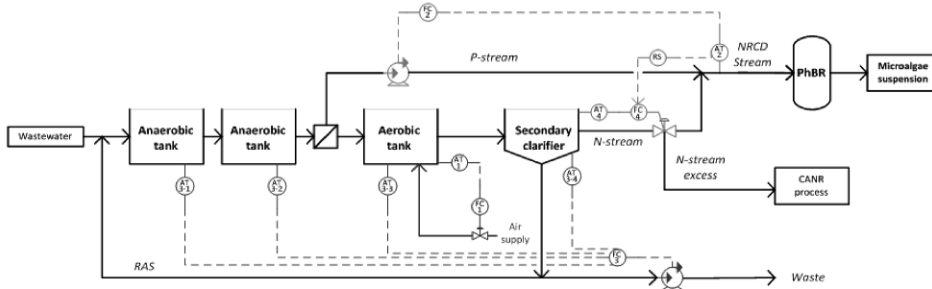 FC
2
AT
2
NRCD
Stream
RS
P-stream
PhBR
Microalgae
suspension
Wastewater
Anaerobic
tank
Anaerobic
tank
Aerobic
tank
Secondary
clarifier
AT
4
FC
4
N-stream
N-stream
excess
CANR
process
AT
3-1
AT
3-2
AT
3-3
AT
1
AT
3-4
FC
1
Air
supply
FC
3
RAS
Waste